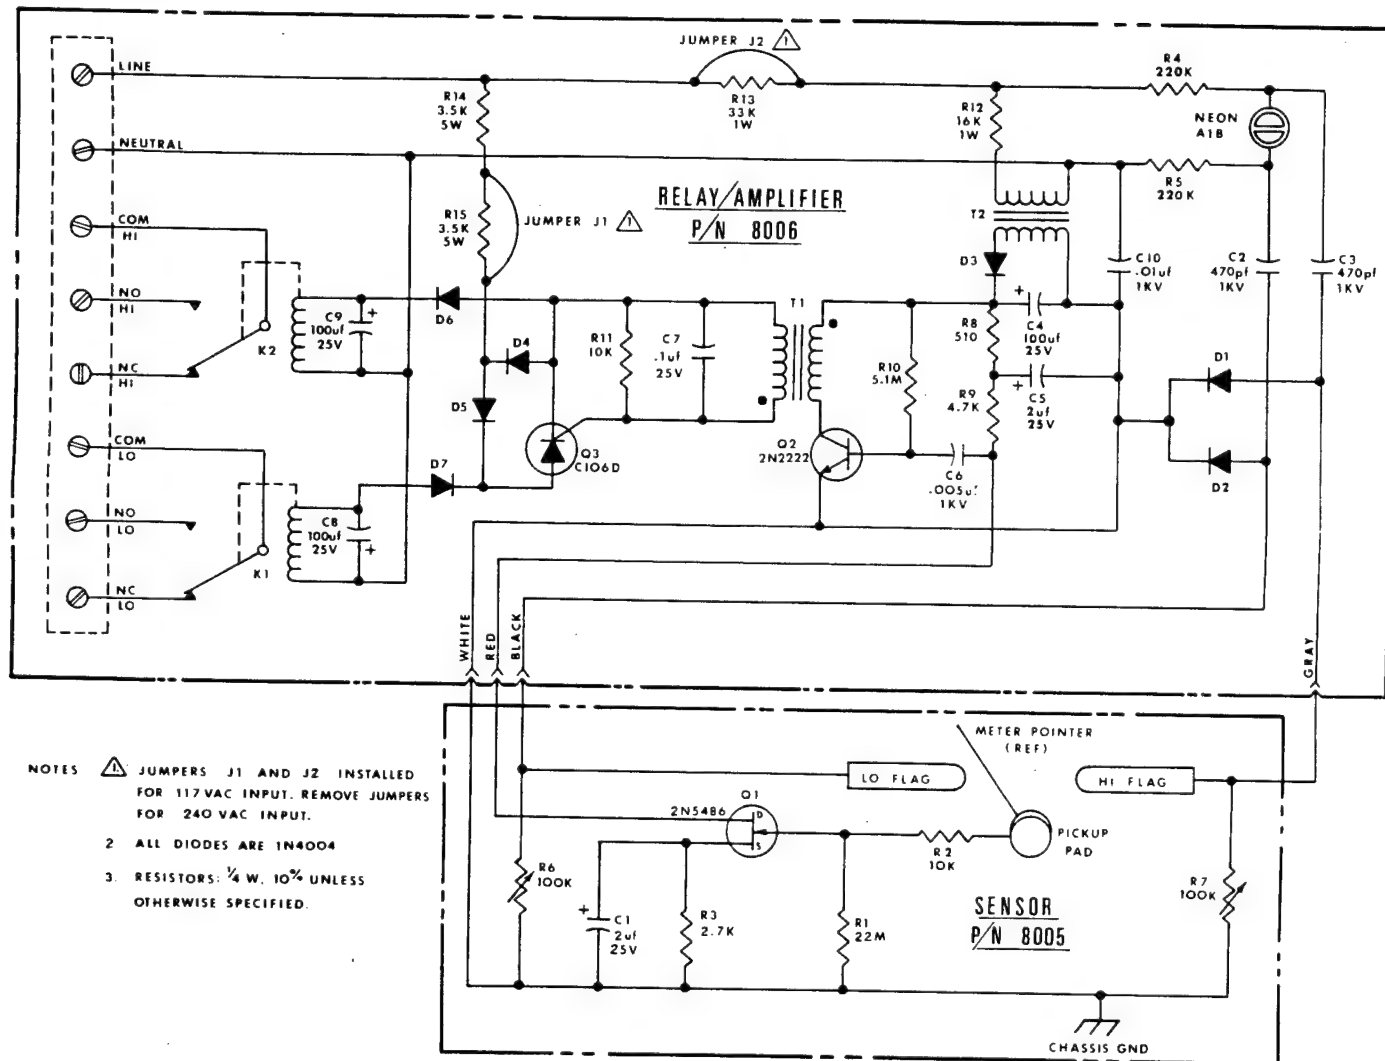 JUMPER J2 1
LINE
R14
3.5K
5W
R13
33K
1W
R12
16K
1W
R4
220K
NEON
A1B
NEUTRAL
R5
220K
RELAY/AMPLIFIER
P/N 8006
R15
3.5K
5W
JUMPER J1 1
T2
COM
HI
D3
C10
.01uf
1KV
C2
470pf
1KV
C3
470pf
1KV
NO
HI
K2
C9
100uf
25V
+
D6
D4
R11
10K
C7
.1uf
25V
T1
R10
5.1M
R8
510
+
C4
100uf
25V
NC
HI
D5
R9
4.7K
+
C5
2uf
25V
D1
D2
COM
LO
D7
Q3
C106D
Q2
2N2222
C6
.005uf
1KV
NO
LO
C8
100uf
25V
+
K1
NC
LO
WHITE
RED
BLACK
GRAY
METER POINTER
(REF)
LO FLAG
HI FLAG
Q1
2N5486
D
S
R2
10K
PICKUP
PAD
R6
100K
+
C1
2uf
25V
R3
2.7K
R1
22M
R7
100K
SENSOR
P/N 8005
CHASSIS GND
NOTES 1. JUMPERS J1 AND J2 INSTALLED
FOR 117 VAC INPUT. REMOVE JUMPERS
FOR 240 VAC INPUT.
2 ALL DIODES ARE 1N4004
3. RESISTORS: 1/4 W, 10% UNLESS
OTHERWISE SPECIFIED.